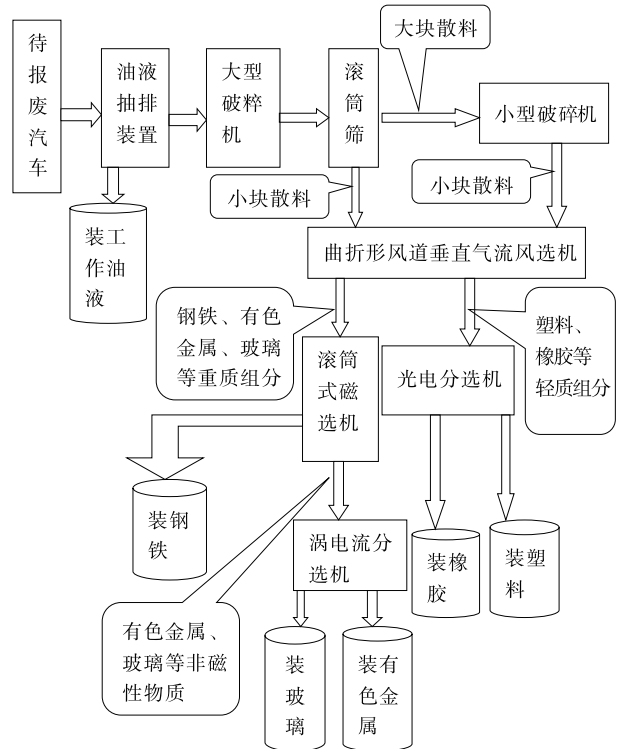 待
报
废
汽
车
油液
抽排
装置
大型
破粹
机
滚
筒
筛
大块散料
小型破碎机
小块散料
小块散料
装工
作油
液
曲折形风道垂直气流风选机
钢铁、有色
金属、玻璃
等重质组分
滚筒
式磁
选机
光电分选机
塑料、
橡胶等
轻质组分
装钢
铁
涡电流分
选机
装橡
胶
装塑
料
有色金属、
玻璃等非磁
性物质
装
玻
璃
装有
色金
属